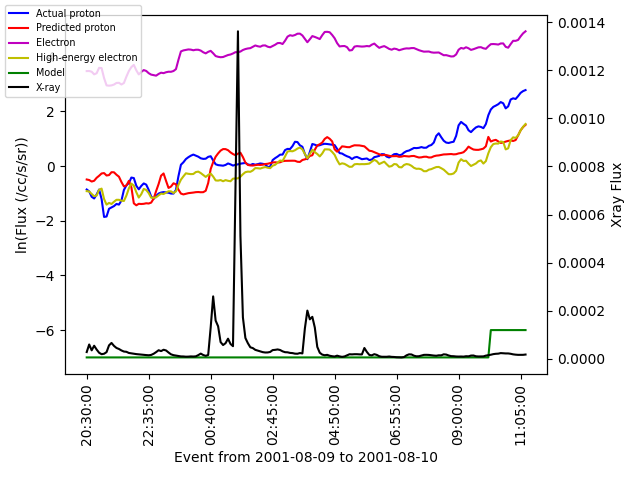 Actual proton
Predicted proton
Electron
High-energy electron
Model
X-ray
2
0
−2
−4
−6
ln(Flux (/cc/s/sr))
0.0014
0.0012
0.0010
0.0008
0.0006
0.0004
0.0002
0.0000
Xray Flux
20:30:00
22:35:00
00:40:00
02:45:00
04:50:00
06:55:00
09:00:00
11:05:00
Event from 2001-08-09 to 2001-08-10